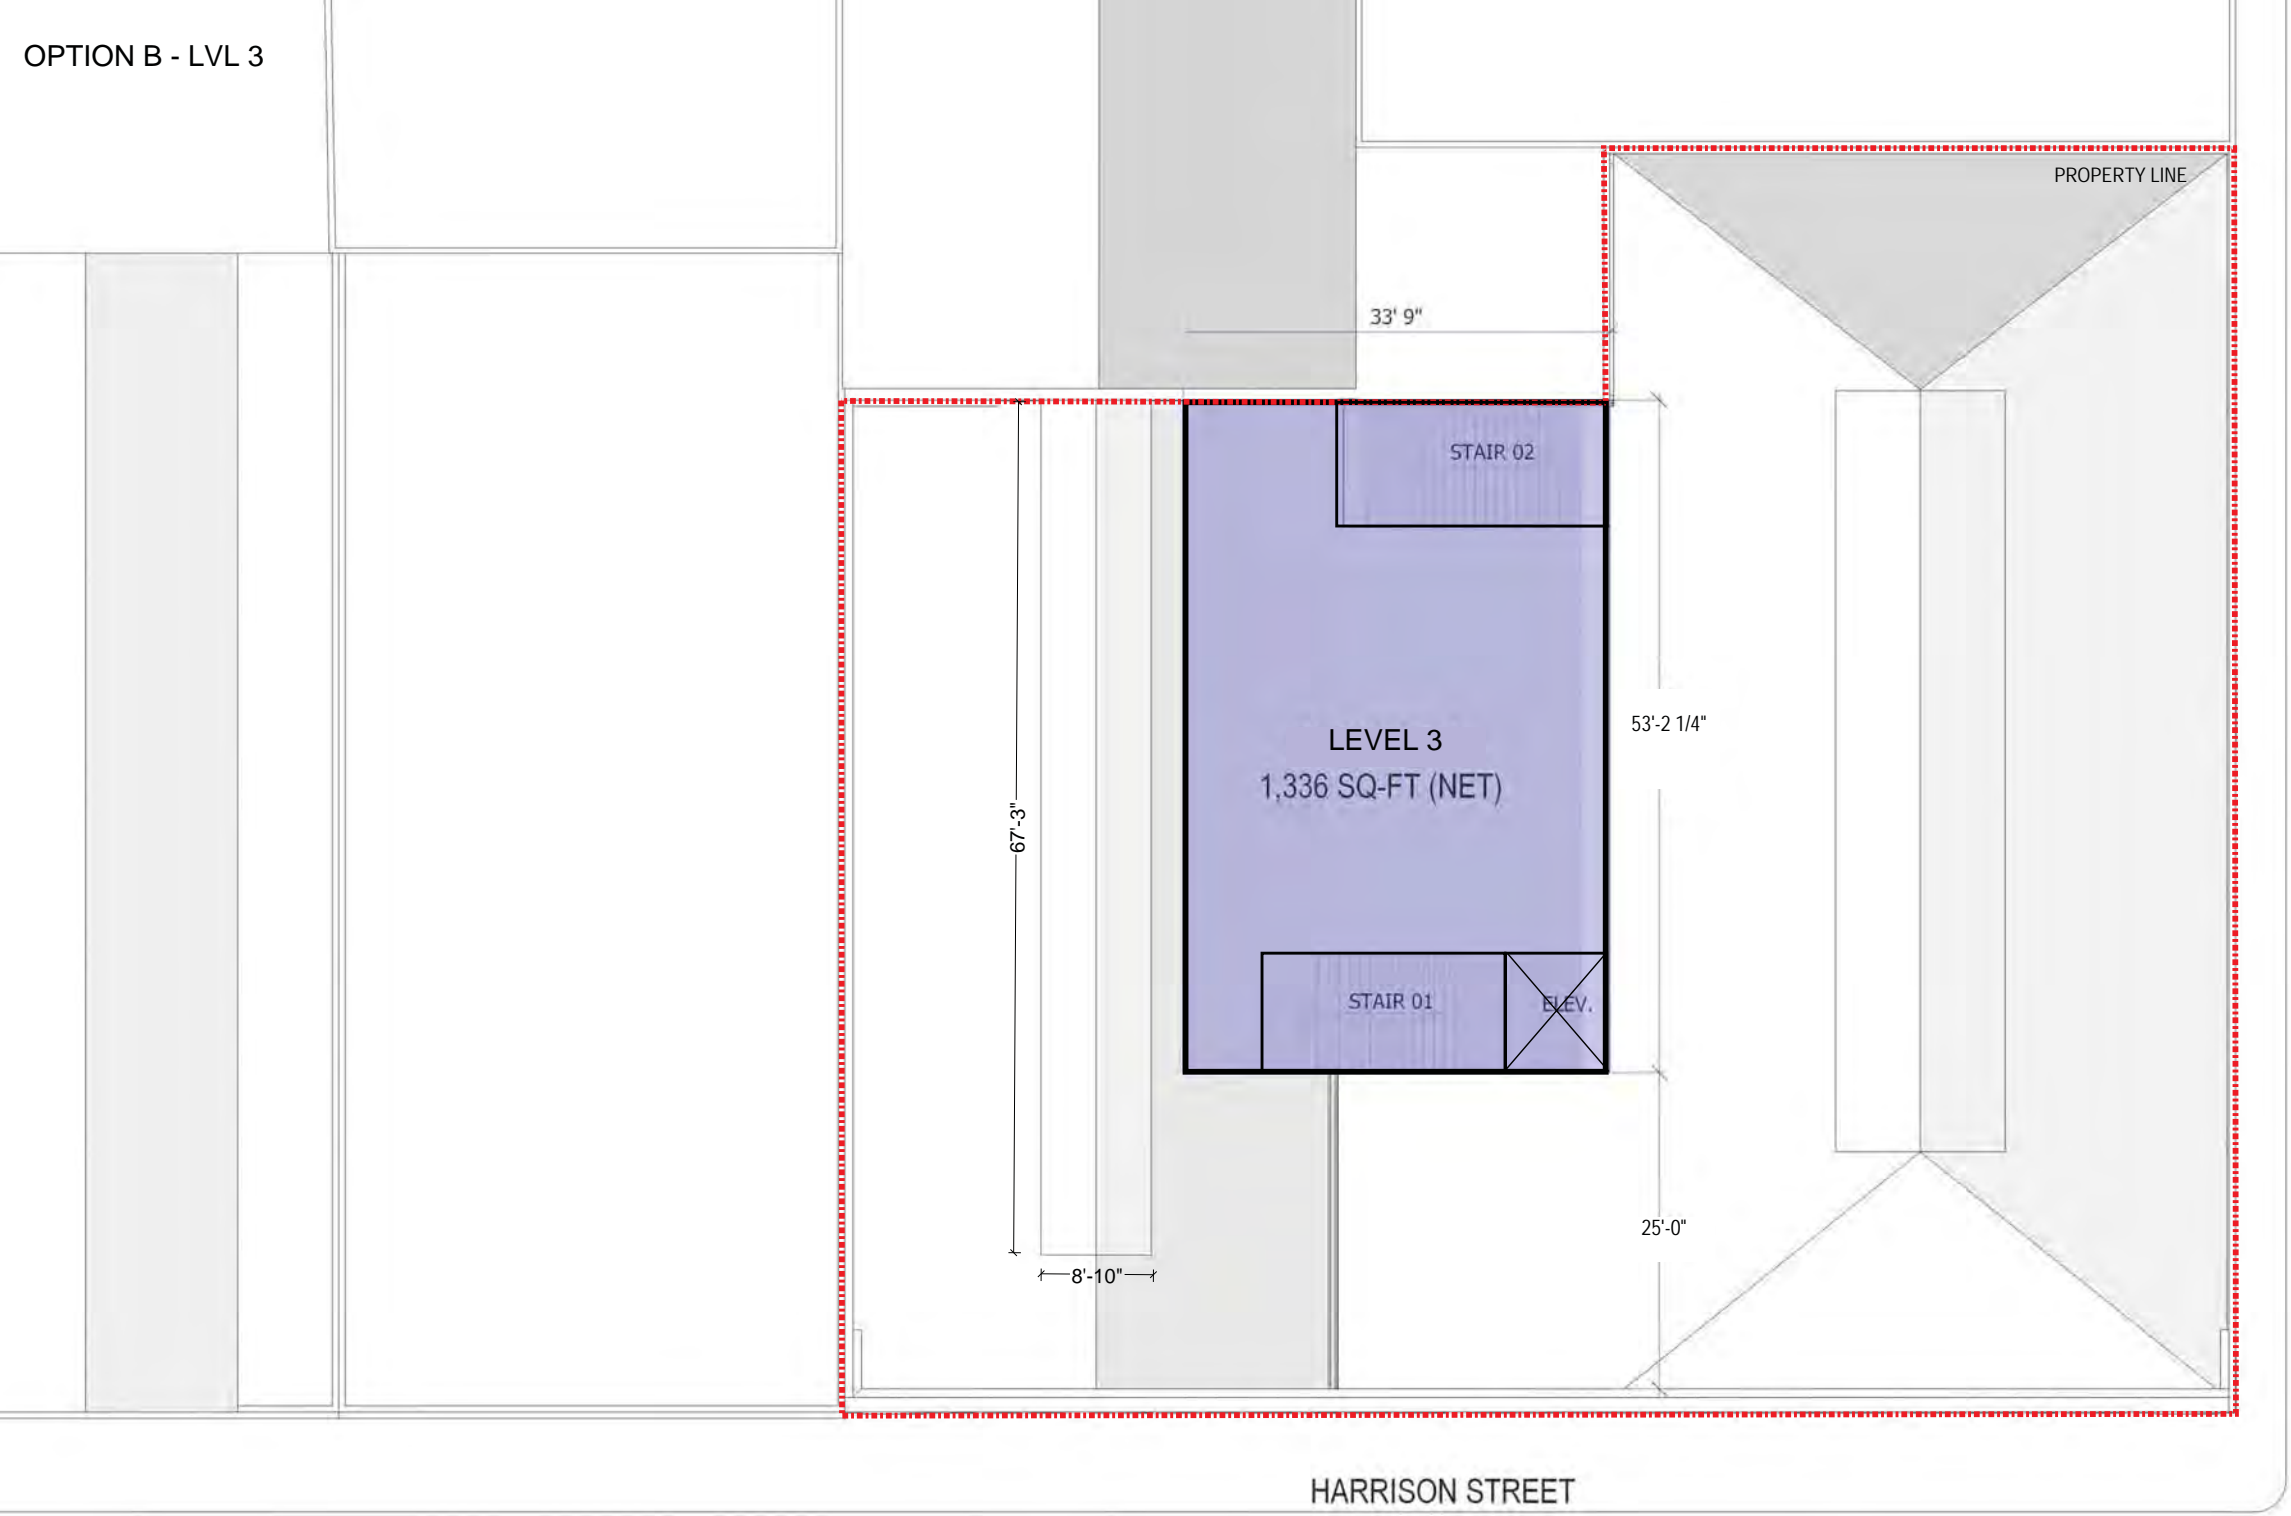 OPTION B - LVL 3
PROPERTY LINE
33' 9"
STAIR 02
53'-2 1/4"
LEVEL 3
1,336 SQ-FT (NET)
67'-3"
STAIR 01
ELEV.
25'-0"
8'-10"
HARRISON STREET